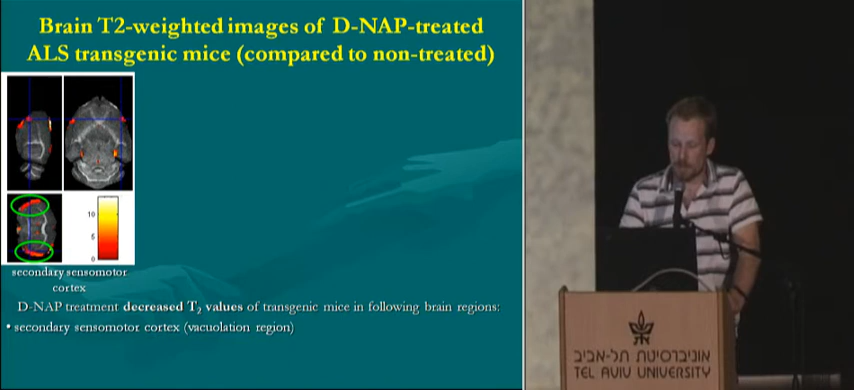 Brain T2-weighted images of D-NAP-treated
ALS transgenic mice (compared to non-treated)
10
5
0
secondary sensomotor
cortex
D-NAP treatment decreased T₂ values of transgenic mice in following brain regions:
• secondary sensomotor cortex (vacuolation region)
אוניברסיטת תל-אביב
TEL AVIV UNIVERSITY